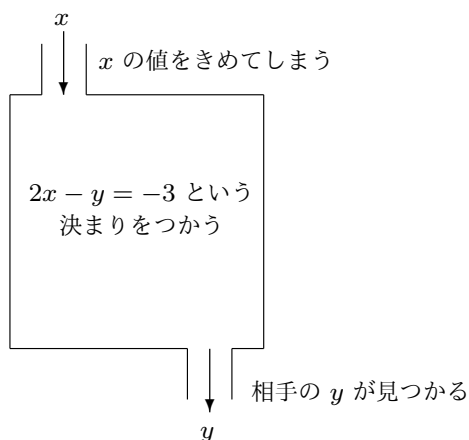 x
x の値をきめてしまう
2x − y = −3 という
決まりをつかう
相手の y が見つかる
y